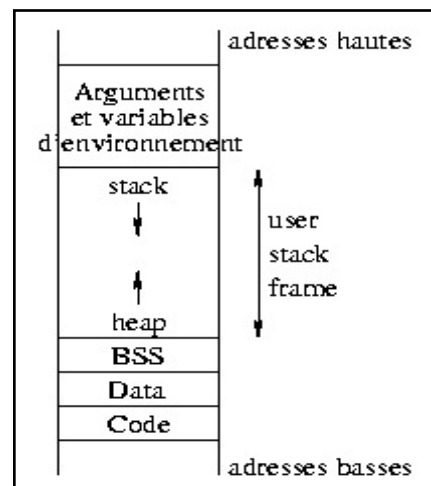 adresses hautes
Arguments
et variables
d'environnement
stack
user
stack
frame
heap
BSS
Data
Code
adresses basses